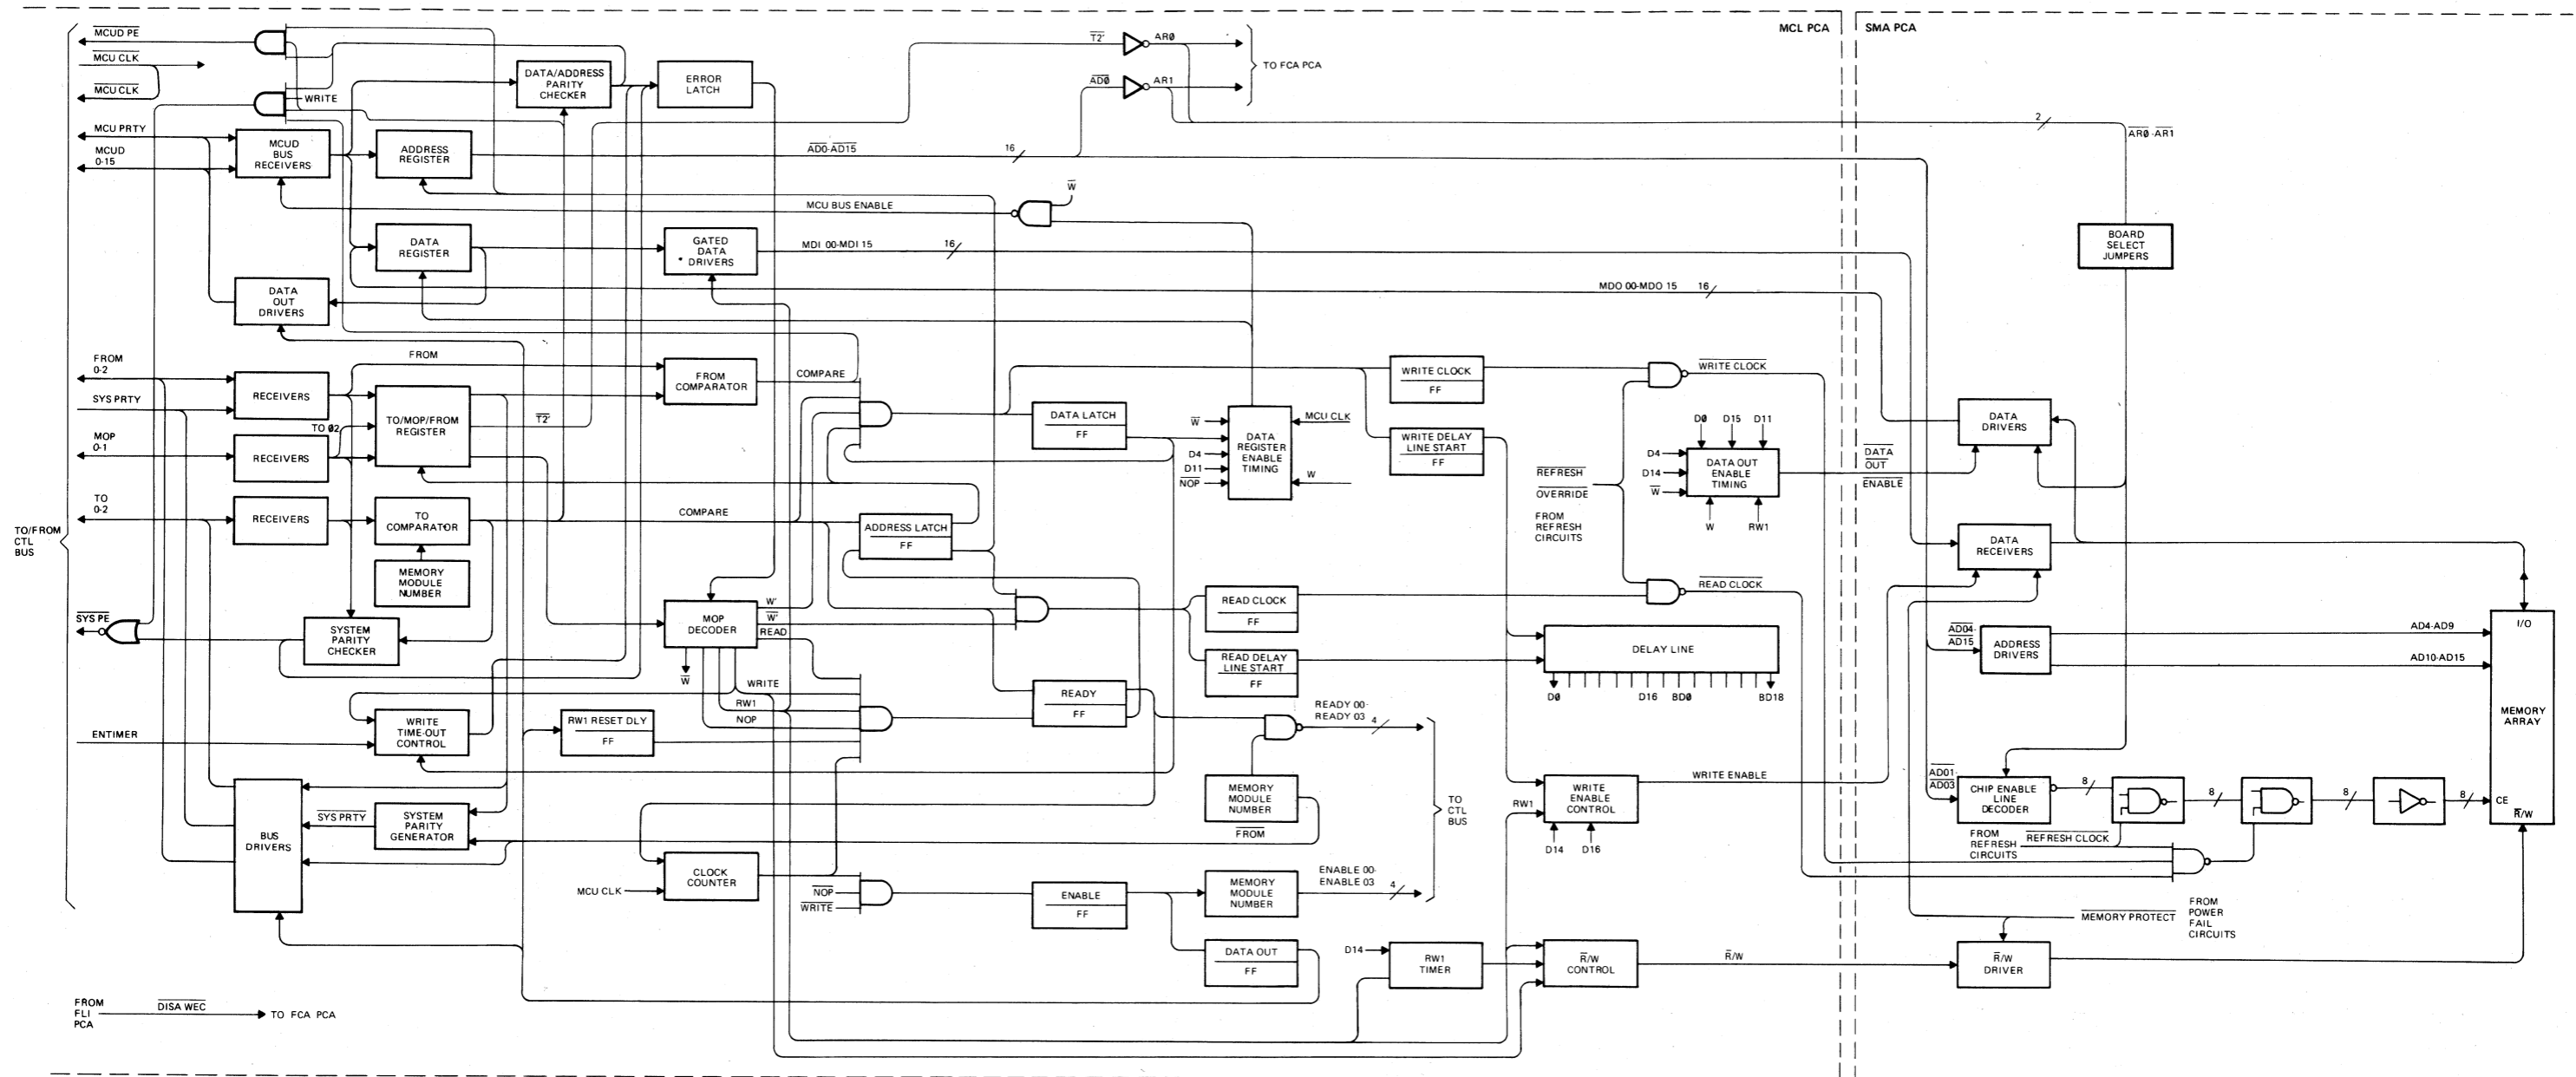 MCL PCA
SMA PCA
MCUD PE
MCU CLK
MCU CLK
WRITE
MCU PRTY
MCUD
0-15
MCUD
BUS
RECEIVERS
DATA/ADDRESS
PARITY
CHECKER
ERROR
LATCH
T2'
AR0
AD0
AR1
TO FCA PCA
ADDRESS
REGISTER
AD0-AD15
16
2
AR0-AR1
W
MCU BUS ENABLE
DATA
REGISTER
GATED
DATA
DRIVERS
MDI 00-MDI 15
16
BOARD
SELECT
JUMPERS
DATA
OUT
DRIVERS
MDO 00-MDO 15
16
FROM
0-2
SYS PRTY
MOP
0-1
TO
0-2
TO/FROM
CTL
BUS
RECEIVERS
RECEIVERS
RECEIVERS
FROM
TO 02
TO/MOP/FROM
REGISTER
T2'
FROM
COMPARATOR
COMPARE
TO
COMPARATOR
COMPARE
MEMORY
MODULE
NUMBER
DATA LATCH
FF
ADDRESS LATCH
FF
W
D4
D11
NOP
DATA
REGISTER
ENABLE
TIMING
MCU CLK
W
WRITE CLOCK
FF
WRITE DELAY
LINE START
FF
WRITE CLOCK
REFRESH
OVERRIDE
FROM
REFRESH
CIRCUITS
D0
D15
D11
D4
D14
W
DATA OUT
ENABLE
TIMING
W
RW1
DATA
OUT
ENABLE
DATA
DRIVERS
DATA
RECEIVERS
SYS PE
SYSTEM
PARITY
CHECKER
MOP
DECODER
W'
W'
READ
W
WRITE
RW1
NOP
READ CLOCK
FF
READ DELAY
LINE START
FF
READ CLOCK
DELAY LINE
D0
D16
BD0
BD18
AD04-
AD15
ADDRESS
DRIVERS
AD4-AD9
AD10-AD15
I/O
MEMORY
ARRAY
CE
R/W
ENTIMER
WRITE
TIME-OUT
CONTROL
RW1 RESET DLY
FF
READY
FF
READY 00-
READY 03
4
MEMORY
MODULE
NUMBER
FROM
TO
CTL
BUS
RW1
WRITE
ENABLE
CONTROL
D14
D16
WRITE ENABLE
AD01-
AD03
CHIP ENABLE
LINE
DECODER
8
8
8
8
FROM
REFRESH
CIRCUITS
REFRESH CLOCK
BUS
DRIVERS
SYS PRTY
SYSTEM
PARITY
GENERATOR
MCU CLK
CLOCK
COUNTER
NOP
WRITE
ENABLE
FF
MEMORY
MODULE
NUMBER
ENABLE 00-
ENABLE 03
4
DATA OUT
FF
D14
RW1
TIMER
R/W
CONTROL
R/W
R/W
DRIVER
MEMORY PROTECT
FROM
POWER
FAIL
CIRCUITS
FROM
FLI
PCA
DISA WEC
TO FCA PCA